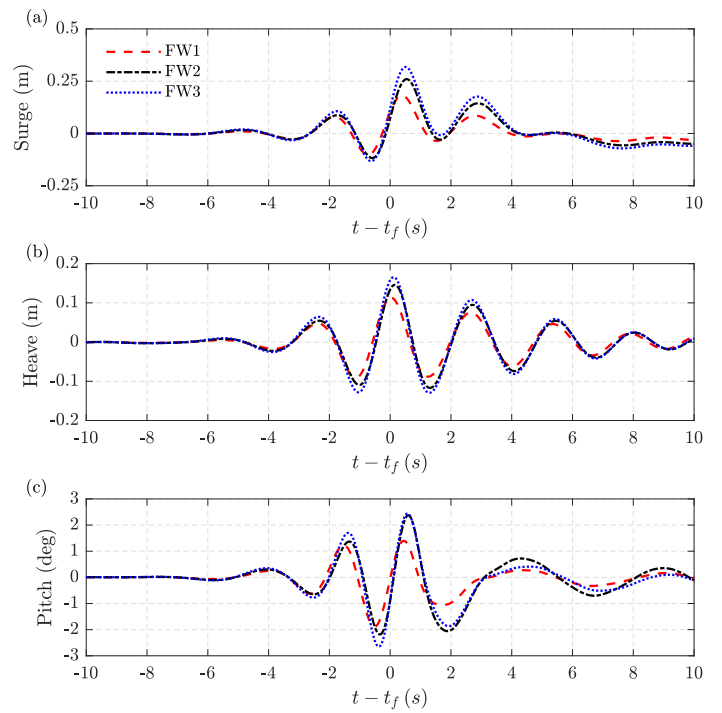 (a)
Surge (m)
0.5
0.25
0
-0.25
FW1
FW2
FW3
-10 -8 -6 -4 -2 0 2 4 6 8 10
t − t_f (s)
(b)
Heave (m)
0.2
0.1
0
-0.1
-0.2
-10 -8 -6 -4 -2 0 2 4 6 8 10
t − t_f (s)
(c)
Pitch (deg)
3
2
1
0
-1
-2
-3
-10 -8 -6 -4 -2 0 2 4 6 8 10
t − t_f (s)